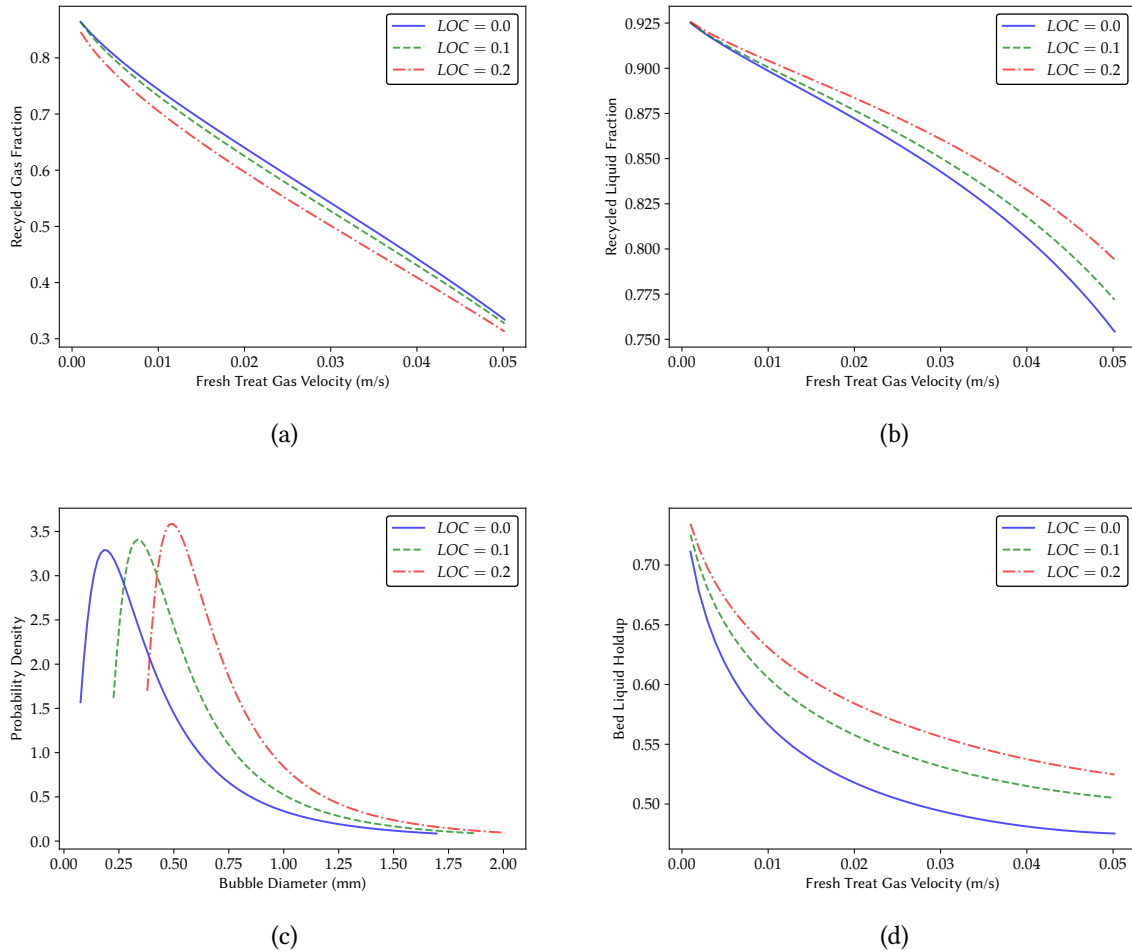 LOC = 0.0
LOC = 0.1
LOC = 0.2
0.8
0.7
0.6
0.5
0.4
0.3
Recycled Gas Fraction
0.00 0.01 0.02 0.03 0.04 0.05
Fresh Treat Gas Velocity (m/s)
(a)
LOC = 0.0
LOC = 0.1
LOC = 0.2
0.925
0.900
0.875
0.850
0.825
0.800
0.775
0.750
Recycled Liquid Fraction
0.00 0.01 0.02 0.03 0.04 0.05
Fresh Treat Gas Velocity (m/s)
(b)
LOC = 0.0
LOC = 0.1
LOC = 0.2
3.5
3.0
2.5
2.0
1.5
1.0
0.5
0.0
Probability Density
0.00 0.25 0.50 0.75 1.00 1.25 1.50 1.75 2.00
Bubble Diameter (mm)
(c)
LOC = 0.0
LOC = 0.1
LOC = 0.2
0.70
0.65
0.60
0.55
0.50
Bed Liquid Holdup
0.00 0.01 0.02 0.03 0.04 0.05
Fresh Treat Gas Velocity (m/s)
(d)